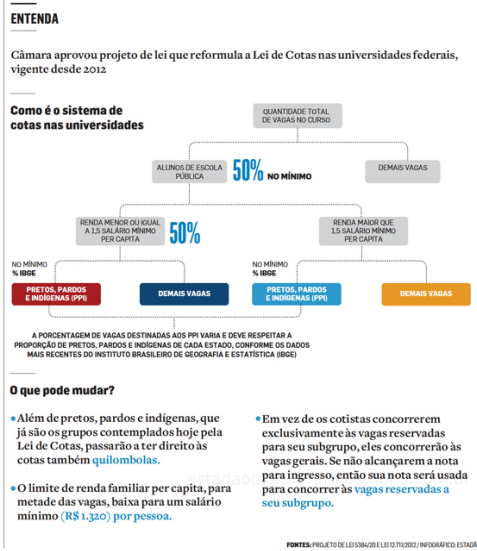 ENTENDA
Câmara aprovou projeto de lei que reformula a Lei de Cotas nas universidades federais,
vigente desde 2012
Como é o sistema de
cotas nas universidades
QUANTIDADE TOTAL
DE VAGAS NO CURSO
ALUNOS DE ESCOLA
PÚBLICA
50% NO MÍNIMO
DEMAIS VAGAS
RENDA MENOR OU IGUAL
A 1,5 SALÁRIO MÍNIMO
PER CAPITA
50%
RENDA MAIOR QUE
1,5 SALÁRIO MÍNIMO
PER CAPITA
NO MÍNIMO
% IBGE
NO MÍNIMO
% IBGE
PRETOS, PARDOS
E INDÍGENAS (PPI)
DEMAIS VAGAS
PRETOS, PARDOS
E INDÍGENAS (PPI)
DEMAIS VAGAS
A PORCENTAGEM DE VAGAS DESTINADAS AOS PPI VARIA E DEVE RESPEITAR A
PROPORÇÃO DE PRETOS, PARDOS E INDÍGENAS DE CADA ESTADO, CONFORME OS DADOS
MAIS RECENTES DO INSTITUTO BRASILEIRO DE GEOGRAFIA E ESTATÍSTICA (IBGE)
O que pode mudar?
• Além de pretos, pardos e indígenas, que
já são os grupos contemplados hoje pela
Lei de Cotas, passarão a ter direito às
cotas também quilombolas.
• O limite de renda familiar per capita, para
metade das vagas, baixa para um salário
mínimo (R$ 1.320) por pessoa.
• Em vez de os cotistas concorrerem
exclusivamente às vagas reservadas
para seu subgrupo, eles concorrerão às
vagas gerais. Se não alcançarem a nota
para ingresso, então sua nota será usada
para concorrer às vagas reservadas a
seu subgrupo.
FONTES: PROJETO DE LEI 5384/20 E LEI 12.711/2012 / INFOGRÁFICO: ESTADÃ